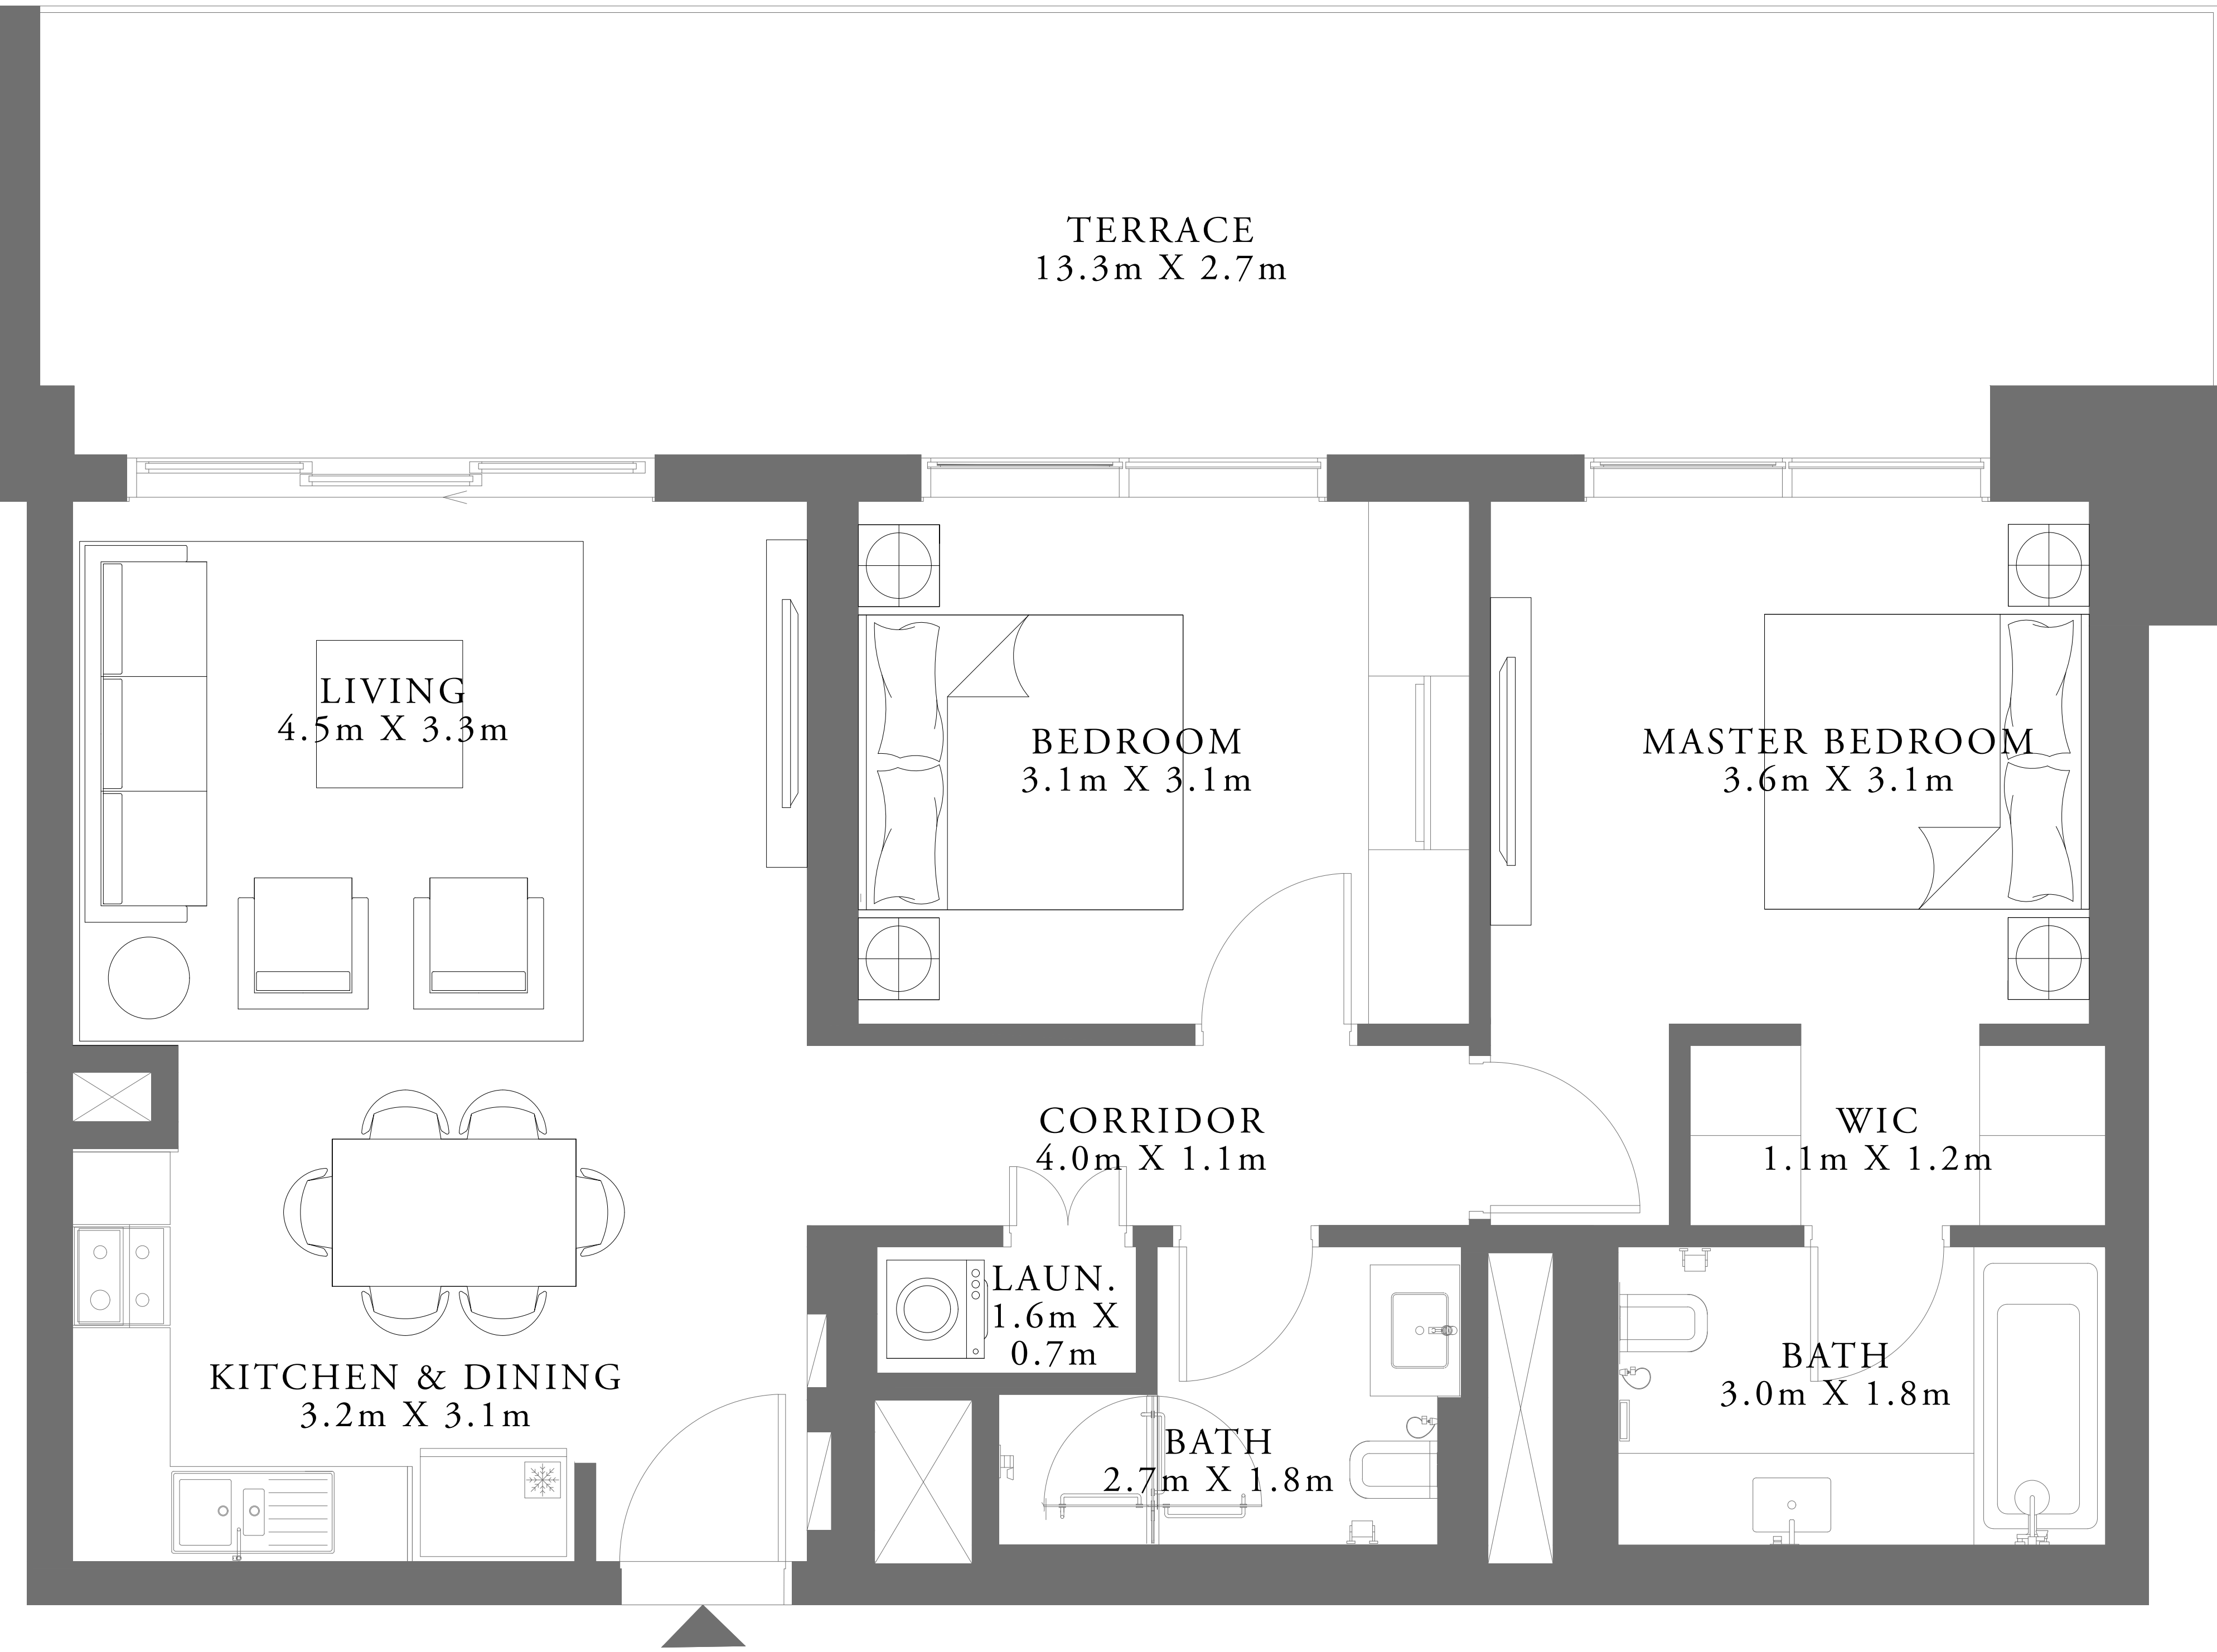 TERRACE
13.3m X 2.7m
LIVING
4.5m X 3.3m
BEDROOM
3.1m X 3.1m
MASTER BEDROOM
3.6m X 3.1m
CORRIDOR
4.0m X 1.1m
WIC
1.1m X 1.2m
LAUN.
1.6m X
0.7m
KITCHEN & DINING
3.2m X 3.1m
BATH
2.7m X 1.8m
BATH
3.0m X 1.8m